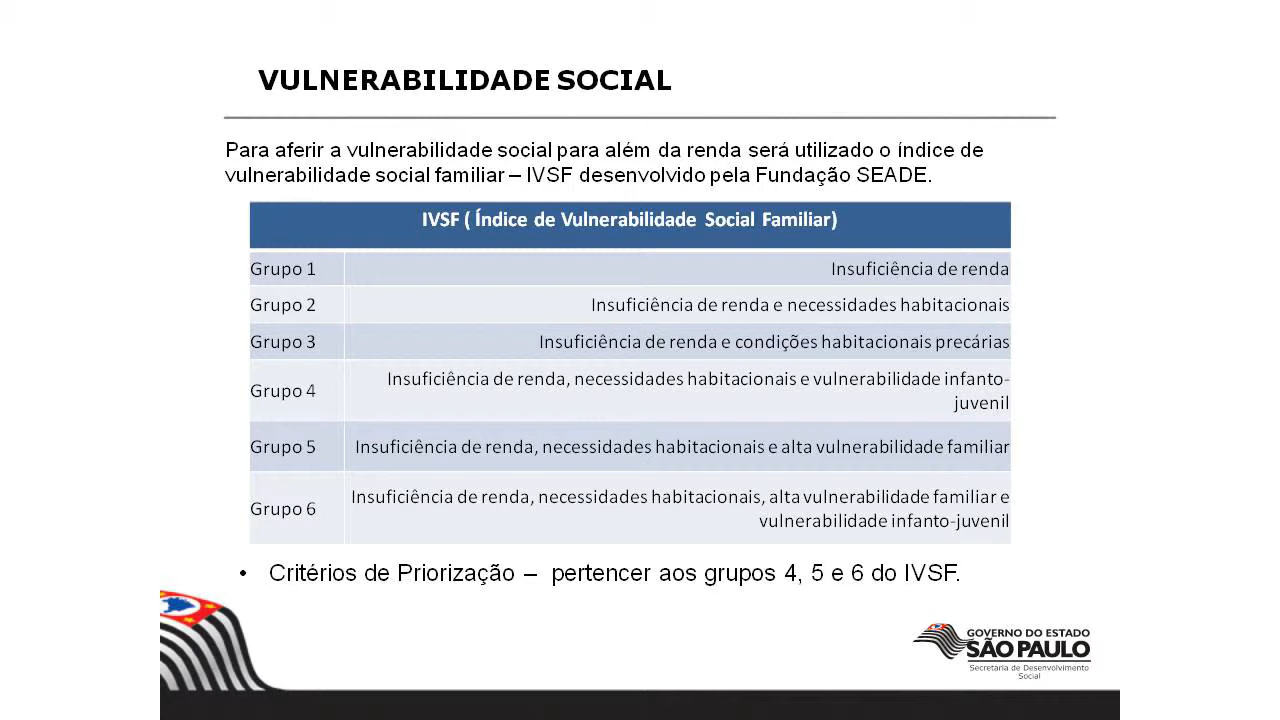 VULNERABILIDADE SOCIAL
Para aferir a vulnerabilidade social para além da renda será utilizado o índice de
vulnerabilidade social familiar – IVSF desenvolvido pela Fundação SEADE.
IVSF ( Índice de Vulnerabilidade Social Familiar)
Grupo 1 Insuficiência de renda
Grupo 2 Insuficiência de renda e necessidades habitacionais
Grupo 3 Insuficiência de renda e condições habitacionais precárias
Grupo 4 Insuficiência de renda, necessidades habitacionais e vulnerabilidade infanto-
juvenil
Grupo 5 Insuficiência de renda, necessidades habitacionais e alta vulnerabilidade familiar
Grupo 6 Insuficiência de renda, necessidades habitacionais, alta vulnerabilidade familiar e
vulnerabilidade infanto-juvenil
• Critérios de Priorização – pertencer aos grupos 4, 5 e 6 do IVSF.
GOVERNO DO ESTADO
SÃO PAULO
Secretaria de Desenvolvimento
Social